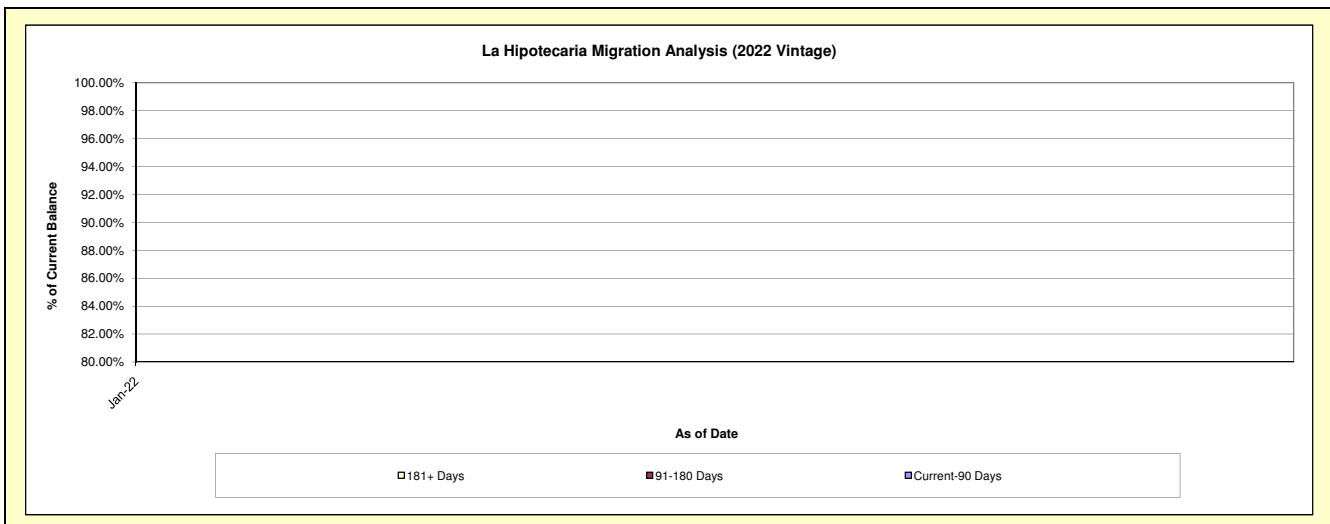 La Hipotecaria Migration Analysis (2022 Vintage)
100.00%
98.00%
96.00%
94.00%
92.00%
90.00%
88.00%
86.00%
84.00%
82.00%
80.00%
% of Current Balance
Jan-22
As of Date
181+ Days
91-180 Days
Current-90 Days